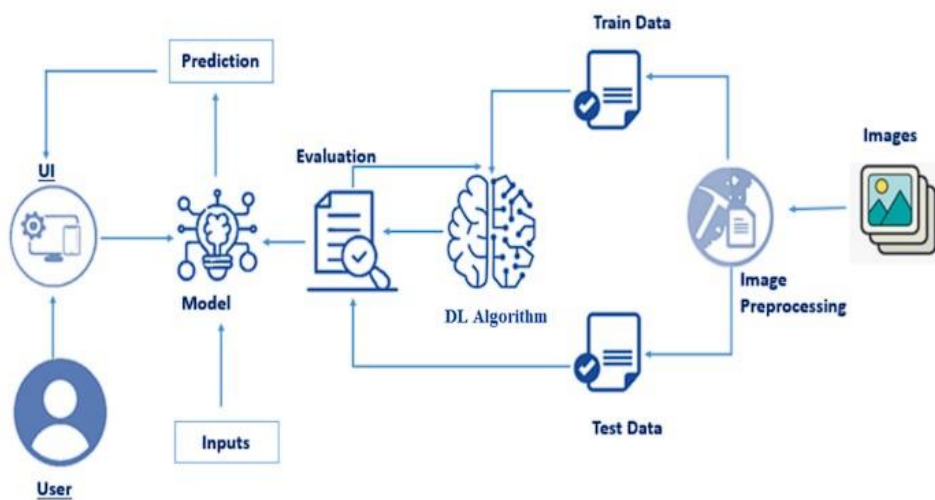 Train Data
Prediction
Images
Evaluation
UI
Model
DL Algorithm
Image
Preprocessing
Test Data
Inputs
User